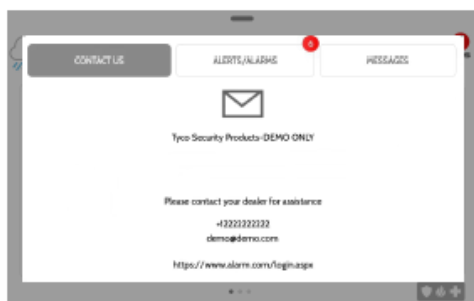 CONTACT US
ALERTS/ALARMS
6
MESSAGES
Tyco Security Products-DEMO ONLY
Please contact your dealer for assistance
+12223222322
demo@demo.com
https://www.alarm.com/login.aspx